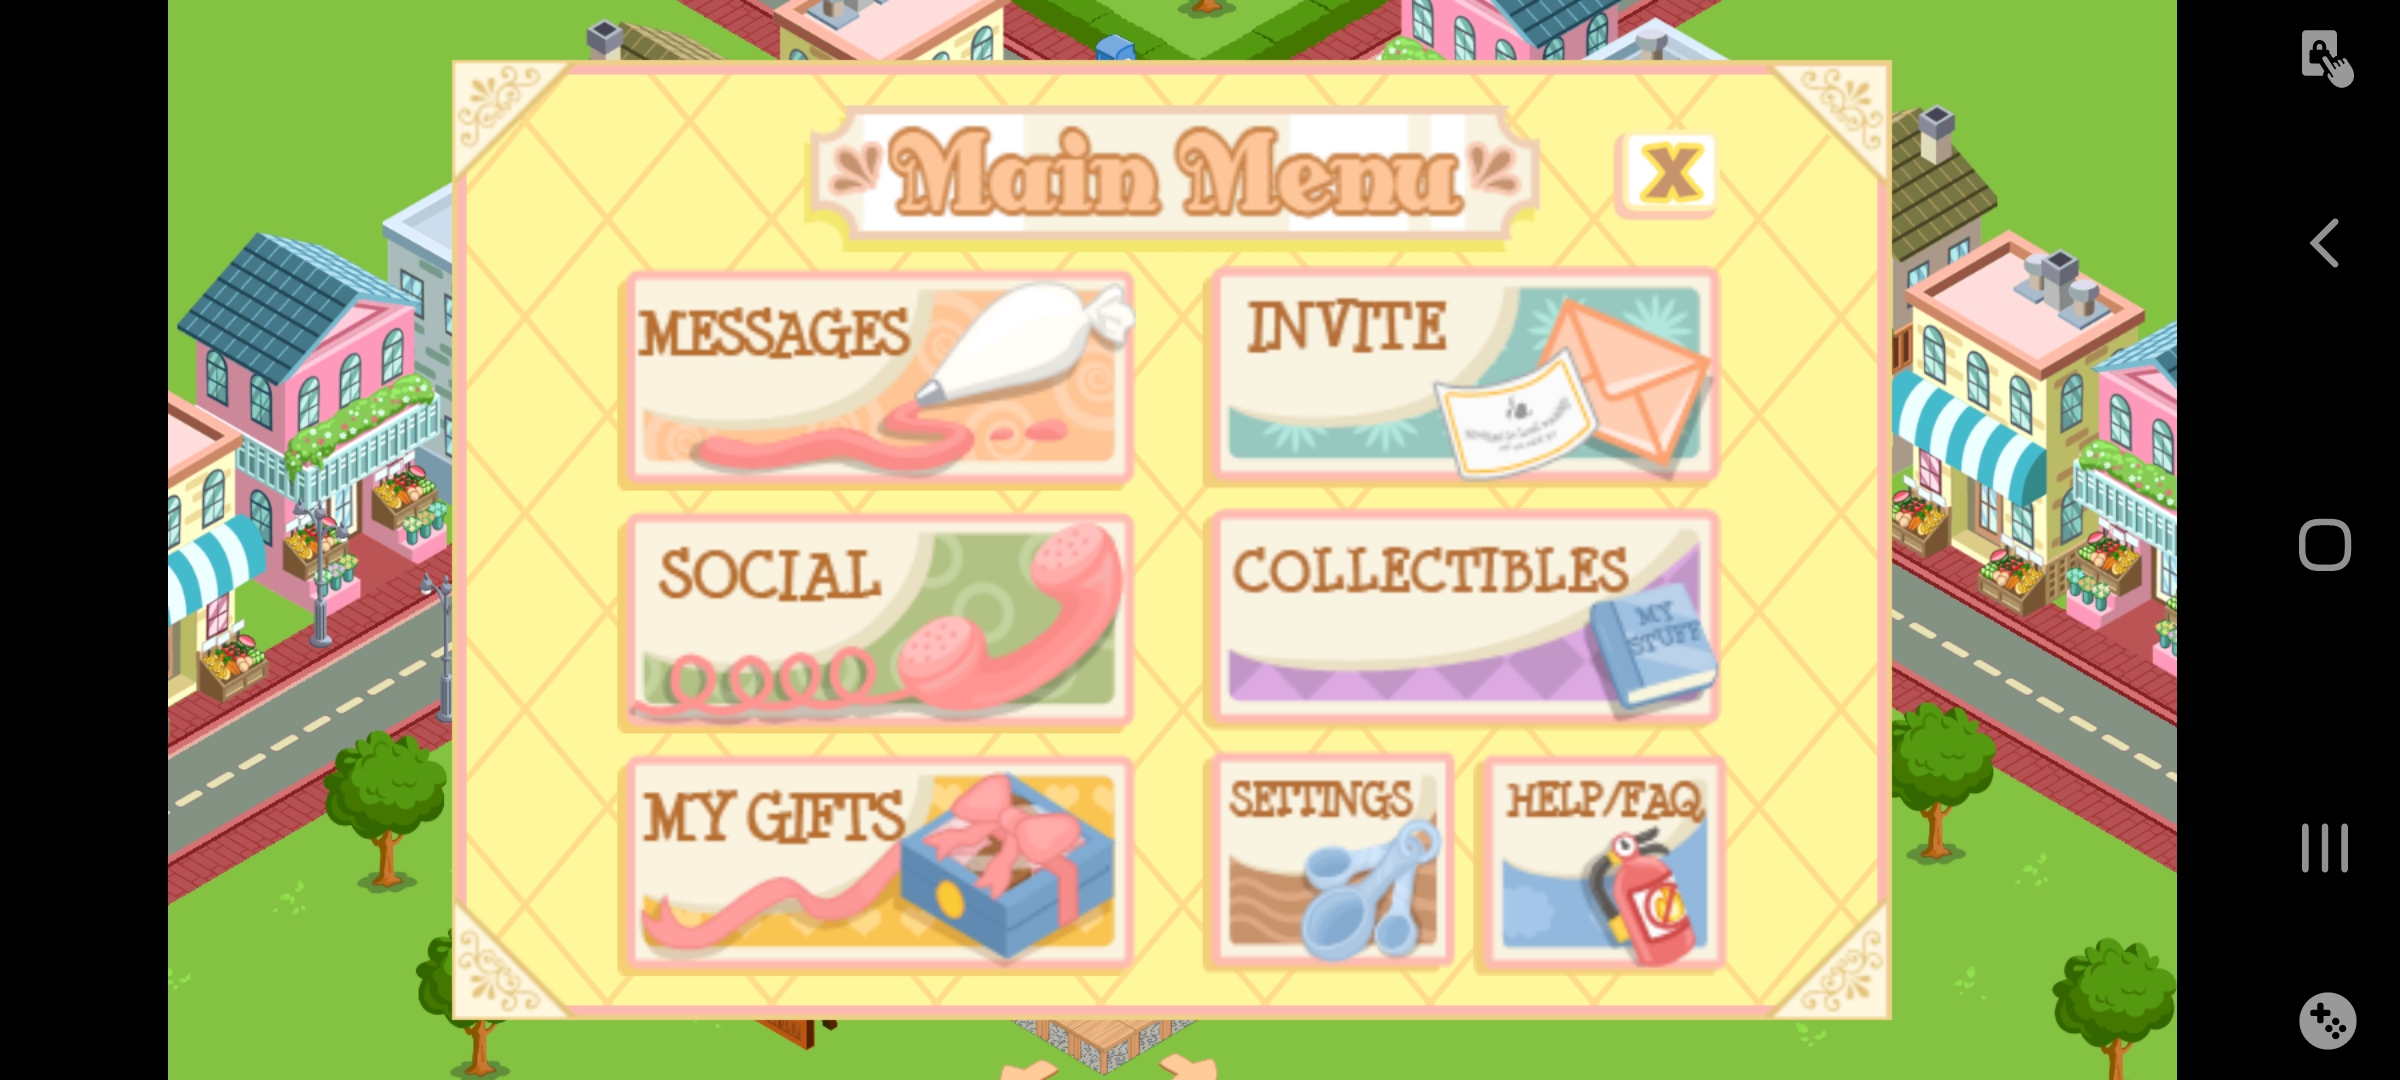 Main Menu
X
MESSAGES
INVITE
SOCIAL
COLLECTIBLES
MY
STUFF
MY GIFTS
SETTINGS
HELP/FAQ